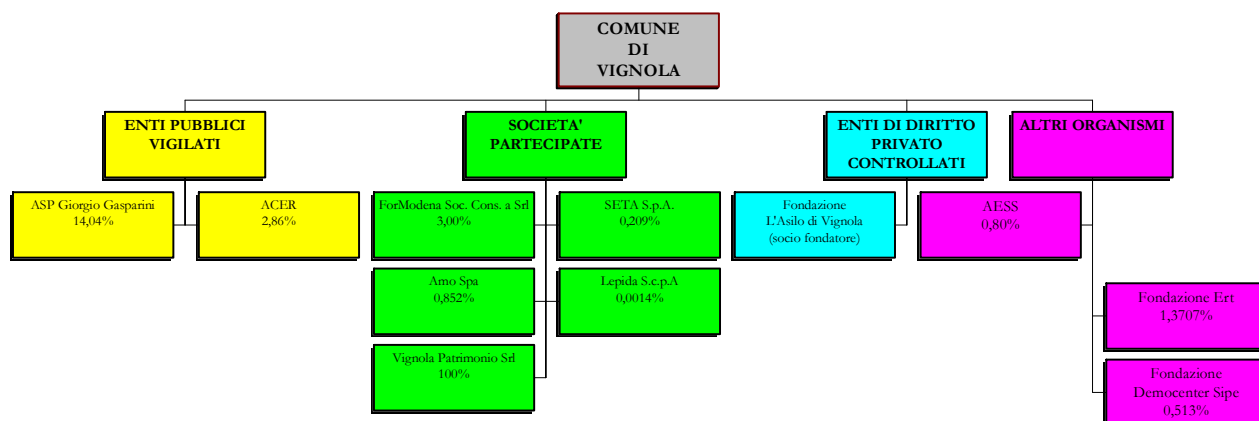 COMUNE
DI
VIGNOLA
ENTI PUBBLICI
VIGILATI
SOCIETA'
PARTECIPATE
ENTI DI DIRITTO
PRIVATO
CONTROLLATI
ALTRI ORGANISMI
ASP Giorgio Gasparini
14,04%
ACER
2,86%
ForModena Soc. Cons. a Srl
3,00%
SETA S.p.A.
0,209%
Fondazione
L'Asilo di Vignola
(socio fondatore)
AESS
0,80%
Amo Spa
0,852%
Lepida S.c.p.A
0,0014%
Fondazione Ert
1,3707%
Vignola Patrimonio Srl
100%
Fondazione
Democenter Sipe
0,513%